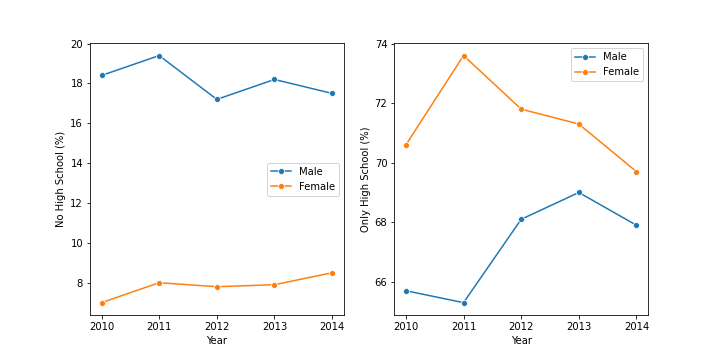 20
18
16
14
12
10
8
No High School (%)
2010 2011 2012 2013 2014
Year
Male
Female
74
72
70
68
66
Only High School (%)
2010 2011 2012 2013 2014
Year
Male
Female